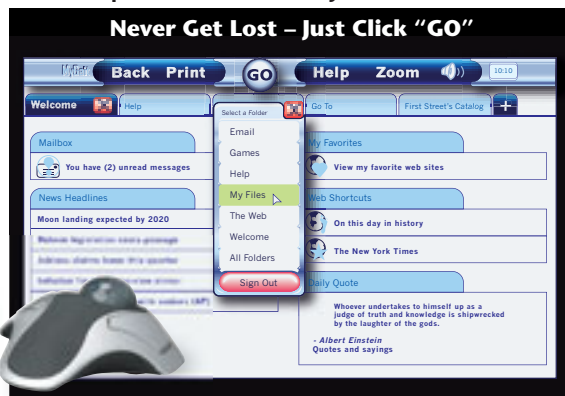 Never Get Lost – Just Click “GO”
Back Print GO Help Zoom 10:10
Welcome Help Go To First Street's Catalog
Select a Folder
Email
Games
Help
My Files
The Web
Welcome
All Folders
Sign Out
Mailbox
You have (2) unread messages
News Headlines
Moon landing expected by 2020
My Favorites
View my favorite web sites
Web Shortcuts
On this day in history
The New York Times
Daily Quote
Whoever undertakes to himself up as a
judge of truth and knowledge is shipwrecked
by the laughter of the gods.
- Albert Einstein
Quotes and sayings